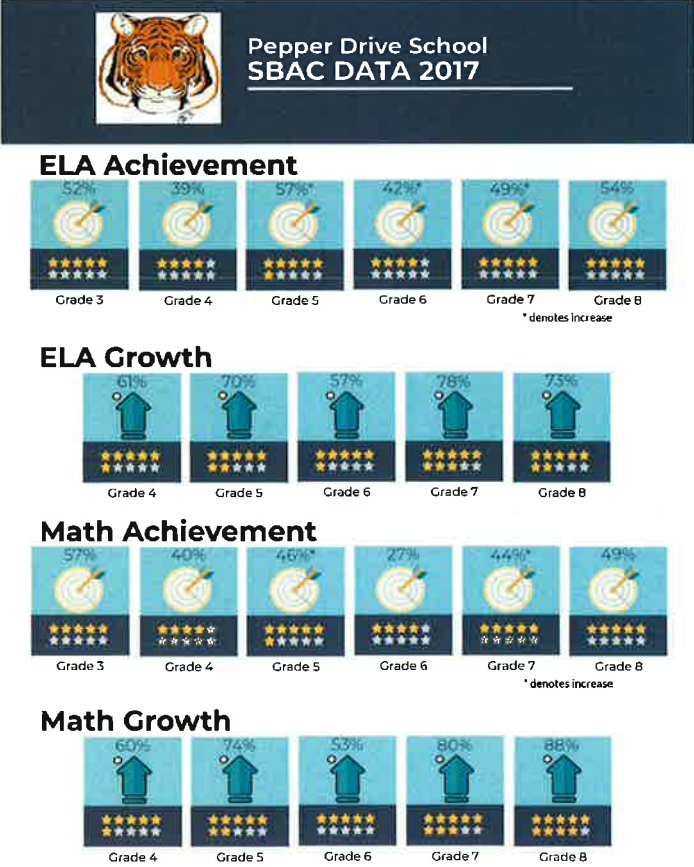 Pepper Drive School
SBAC DATA 2017
ELA Achievement
52% 39% 57%* 42%* 49%* 54%
Grade 3 Grade 4 Grade 5 Grade 6 Grade 7 Grade 8
* denotes increase
ELA Growth
61% 70% 57% 78% 73%
Grade 4 Grade 5 Grade 6 Grade 7 Grade 8
Math Achievement
57% 40% 46%* 27% 44%* 49%
Grade 3 Grade 4 Grade 5 Grade 6 Grade 7 Grade 8
* denotes increase
Math Growth
60% 74% 53% 80% 88%
Grade 4 Grade 5 Grade 6 Grade 7 Grade 8